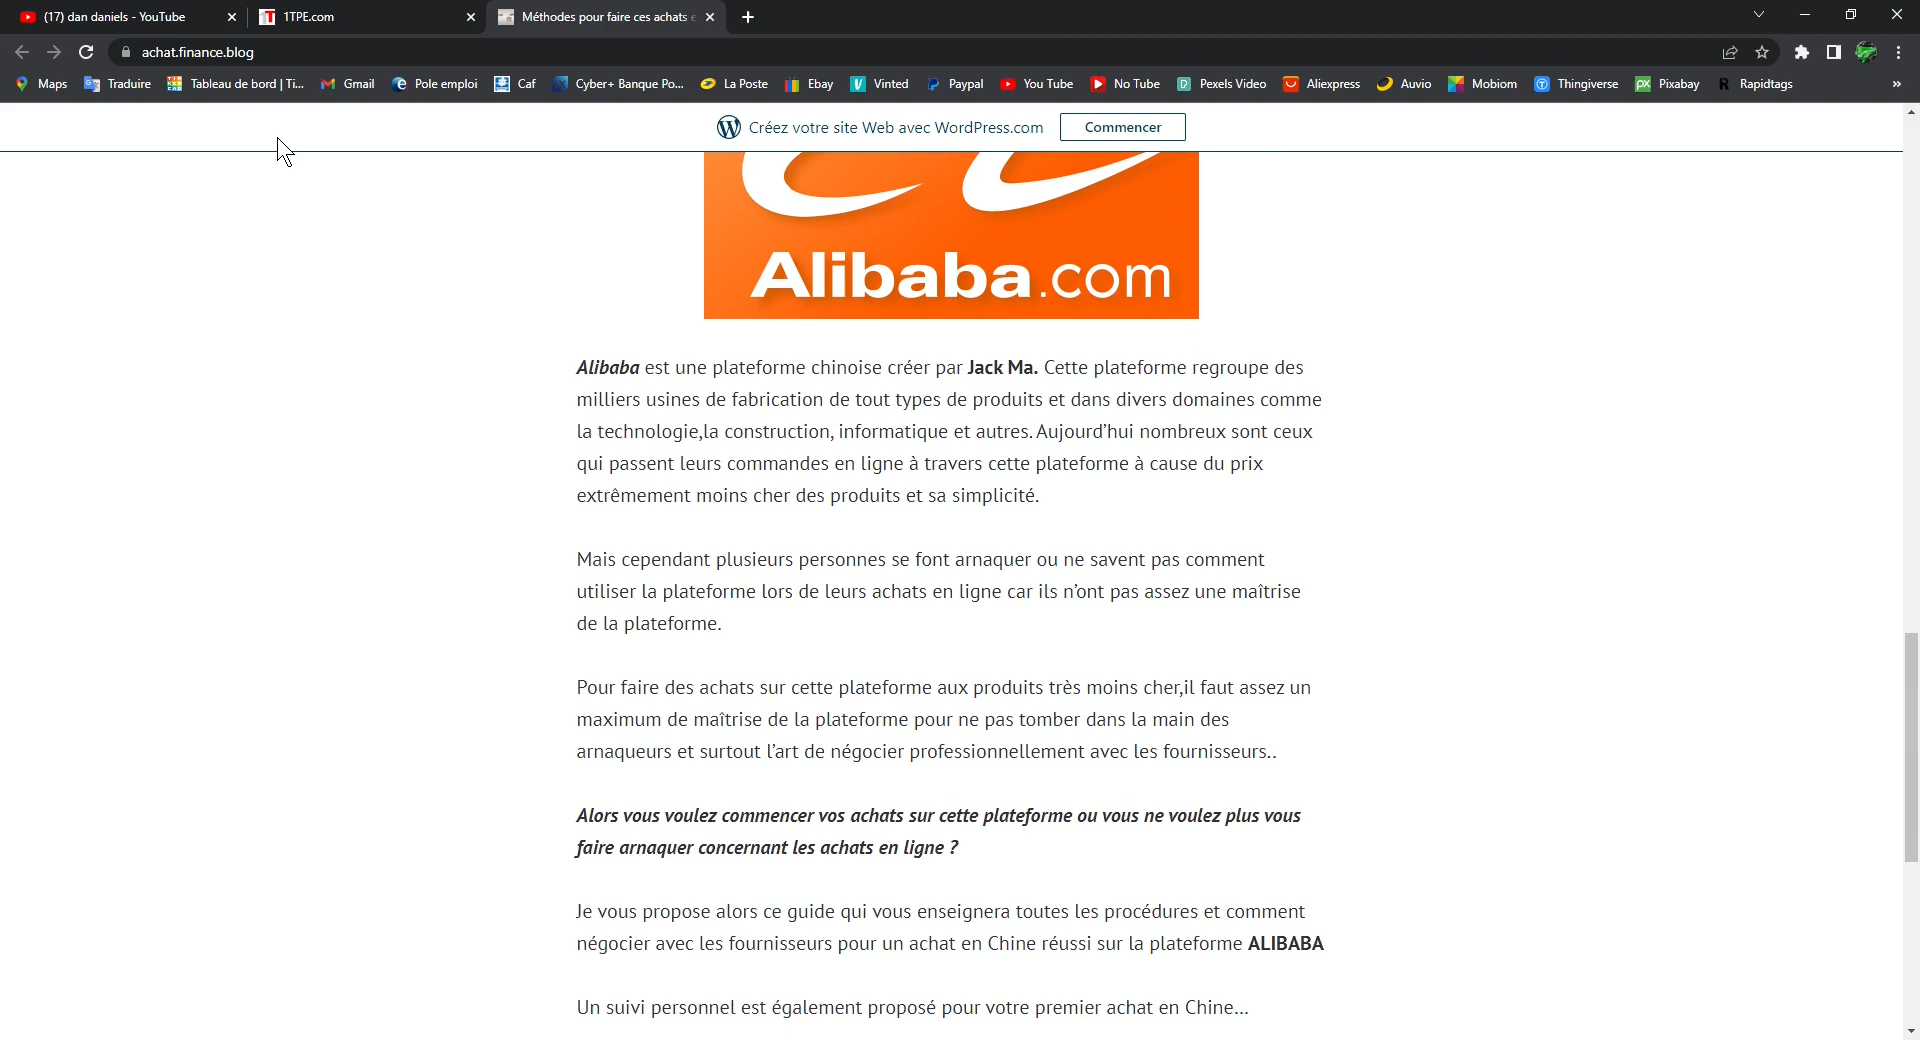 (17) dan daniels - YouTube
1TPE.com
Méthodes pour faire ces achats e
achat.finance.blog
Maps
Traduire
Tableau de bord | Ti...
Gmail
Pole emploi
Caf
Cyber+ Banque Po...
La Poste
Ebay
Vinted
Paypal
You Tube
No Tube
Pexels Video
Aliexpress
Auvio
Mobiom
Thingiverse
Pixabay
Rapidtags
»
Créez votre site Web avec WordPress.com
Commencer
Alibaba.com
Alibaba est une plateforme chinoise créer par Jack Ma. Cette plateforme regroupe des
milliers usines de fabrication de tout types de produits et dans divers domaines comme
la technologie,la construction, informatique et autres. Aujourd’hui nombreux sont ceux
qui passent leurs commandes en ligne à travers cette plateforme à cause du prix
extrêmement moins cher des produits et sa simplicité.
Mais cependant plusieurs personnes se font arnaquer ou ne savent pas comment
utiliser la plateforme lors de leurs achats en ligne car ils n’ont pas assez une maîtrise
de la plateforme.
Pour faire des achats sur cette plateforme aux produits très moins cher,il faut assez un
maximum de maîtrise de la plateforme pour ne pas tomber dans la main des
arnaqueurs et surtout l’art de négocier professionnellement avec les fournisseurs..
Alors vous voulez commencer vos achats sur cette plateforme ou vous ne voulez plus vous
faire arnaquer concernant les achats en ligne ?
Je vous propose alors ce guide qui vous enseignera toutes les procédures et comment
négocier avec les fournisseurs pour un achat en Chine réussi sur la plateforme ALIBABA
Un suivi personnel est également proposé pour votre premier achat en Chine…